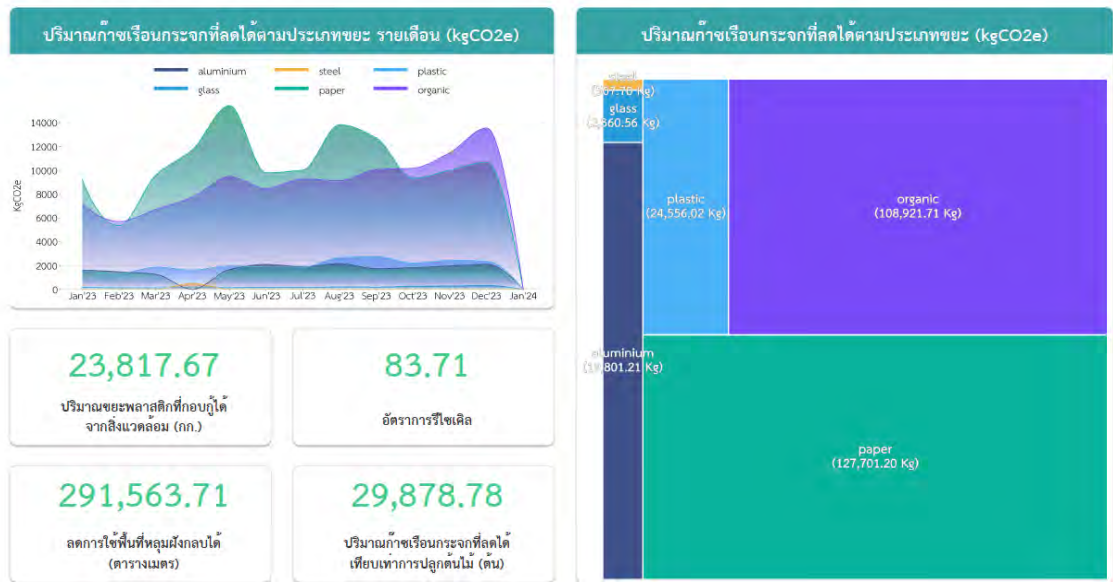 ปริมาณก๊าซเรือนกระจกที่ลดได้ตามประเภทขยะ รายเดือน (kgCO2e)
aluminium steel plastic
glass paper organic
KgCO2e
14000
12000
10000
8000
6000
4000
2000
0
Jan'23 Feb'23 Mar'23 Apr'23 May'23 Jun'23 Jul'23 Aug'23 Sep'23 Oct'23 Nov'23 Dec'23 Jan'24
23,817.67
ปริมาณขยะพลาสติกที่กอบกู้ได้
จากสิ่งแวดล้อม (กก.)
83.71
อัตราการรีไซเคิล
291,563.71
ลดการใช้พื้นที่หลุมฝังกลบได้
(ตารางเมตร)
29,878.78
ปริมาณก๊าซเรือนกระจกที่ลดได้
เทียบเท่าการปลูกต้นไม้ (ต้น)
ปริมาณก๊าซเรือนกระจกที่ลดได้ตามประเภทขยะ (kgCO2e)
steel
glass
plastic
(24,556.02 Kg)
organic
(108,921.71 Kg)
aluminium
paper
(127,701.20 Kg)